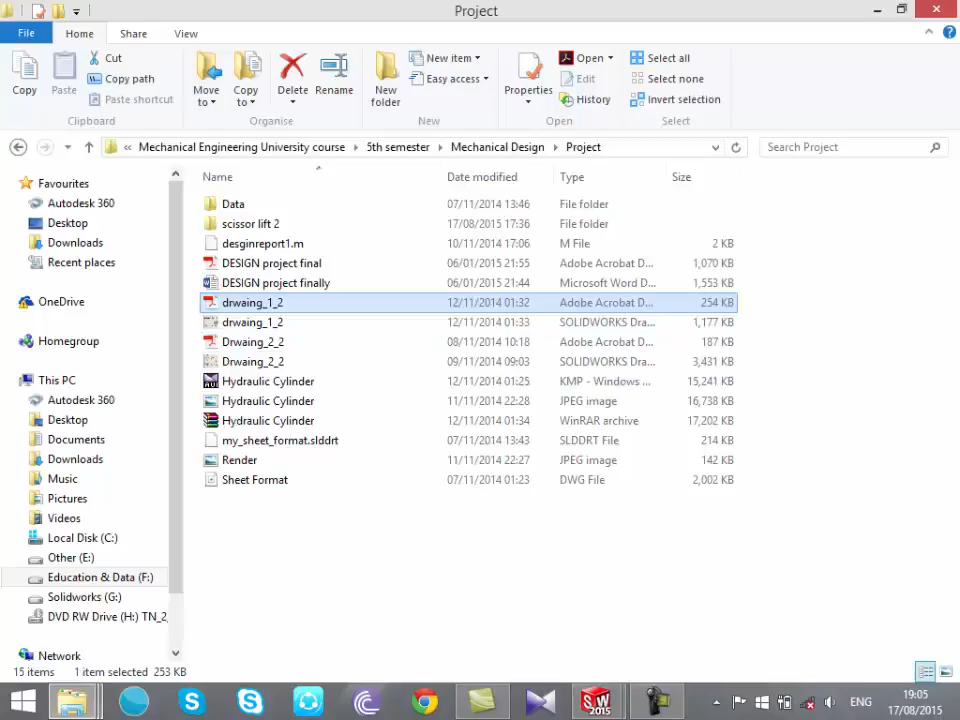 Project
File Home Share View
Copy Paste Cut Copy path Paste shortcut Move to Copy to Delete Rename New folder New item Easy access Properties Open Edit History Select all Select none Invert selection
Clipboard Organise New Open Select
« Mechanical Engineering University course 5th semester Mechanical Design Project Search Project
Name Date modified Type Size
Favourites
Autodesk 360
Desktop
Downloads
Recent places
OneDrive
Homegroup
This PC
Autodesk 360
Desktop
Documents
Downloads
Music
Pictures
Videos
Local Disk (C:)
Other (E:)
Education & Data (F:)
Solidworks (G:)
DVD RW Drive (H:) TN_2
Network
Data 07/11/2014 13:46 File folder
scissor lift 2 17/08/2015 17:36 File folder
desginreport1.m 10/11/2014 17:06 M File 2 KB
DESIGN project final 06/01/2015 21:55 Adobe Acrobat D... 1,070 KB
DESIGN project finally 06/01/2015 21:44 Microsoft Word D... 1,553 KB
drwaing_1_2 12/11/2014 01:32 Adobe Acrobat D... 254 KB
drwaing_1_2 12/11/2014 01:33 SOLIDWORKS Dra... 1,177 KB
Drwaing_2_2 08/11/2014 10:18 Adobe Acrobat D... 187 KB
Drwaing_2_2 09/11/2014 09:03 SOLIDWORKS Dra... 3,431 KB
Hydraulic Cylinder 12/11/2014 01:25 KMP - Windows ... 15,241 KB
Hydraulic Cylinder 11/11/2014 22:28 JPEG image 16,738 KB
Hydraulic Cylinder 12/11/2014 01:34 WinRAR archive 17,202 KB
my_sheet_format.slddrt 07/11/2014 13:43 SLDDRT File 214 KB
Render 11/11/2014 22:27 JPEG image 142 KB
Sheet Format 07/11/2014 01:23 DWG File 2,002 KB
15 items 1 item selected 253 KB
SW 2015
ENG
19:05
17/08/2015